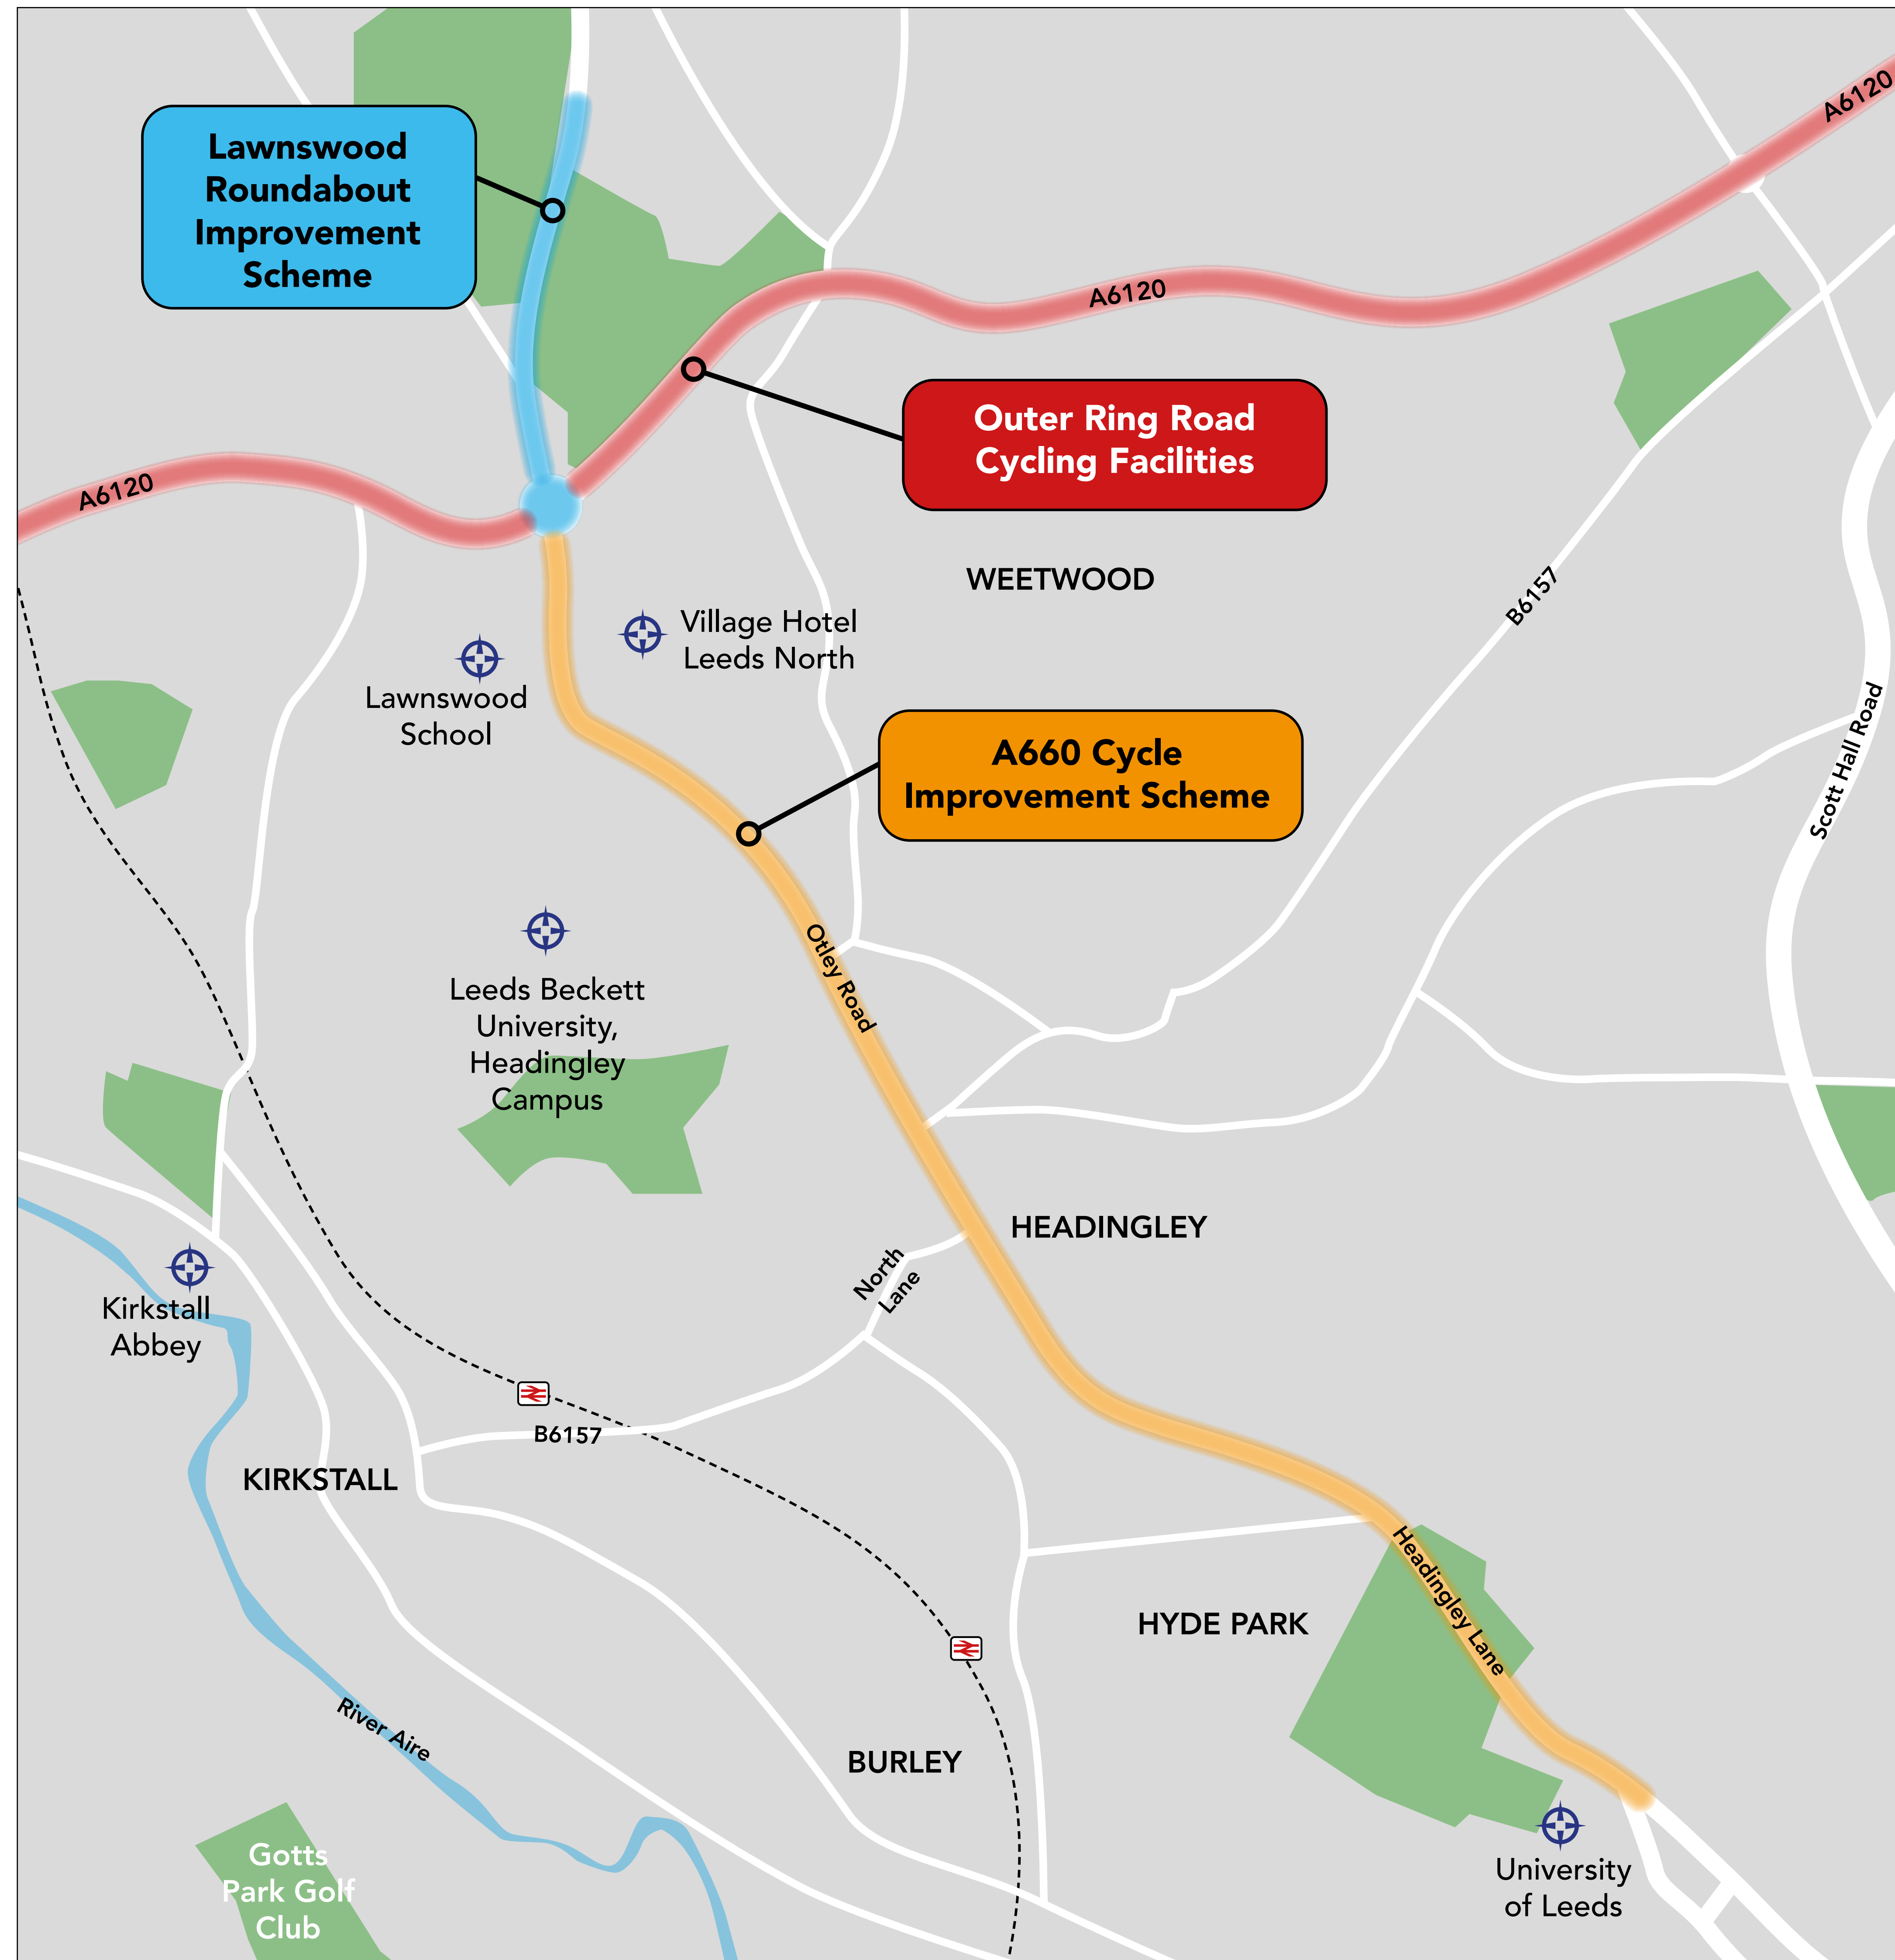 Lawnswood
Roundabout
Improvement
Scheme
A6120
A6120
Outer Ring Road
Cycling Facilities
A6120
WEETWOOD
B6157
Village Hotel
Leeds North
Lawnswood
School
Scott Hall Road
A660 Cycle
Improvement Scheme
Otley Road
Leeds Beckett
University,
Headingley
Campus
HEADINGLEY
North
Lane
Kirkstall
Abbey
B6157
KIRKSTALL
Headingley Lane
HYDE PARK
River Aire
BURLEY
Gotts
Park Golf
Club
University
of Leeds